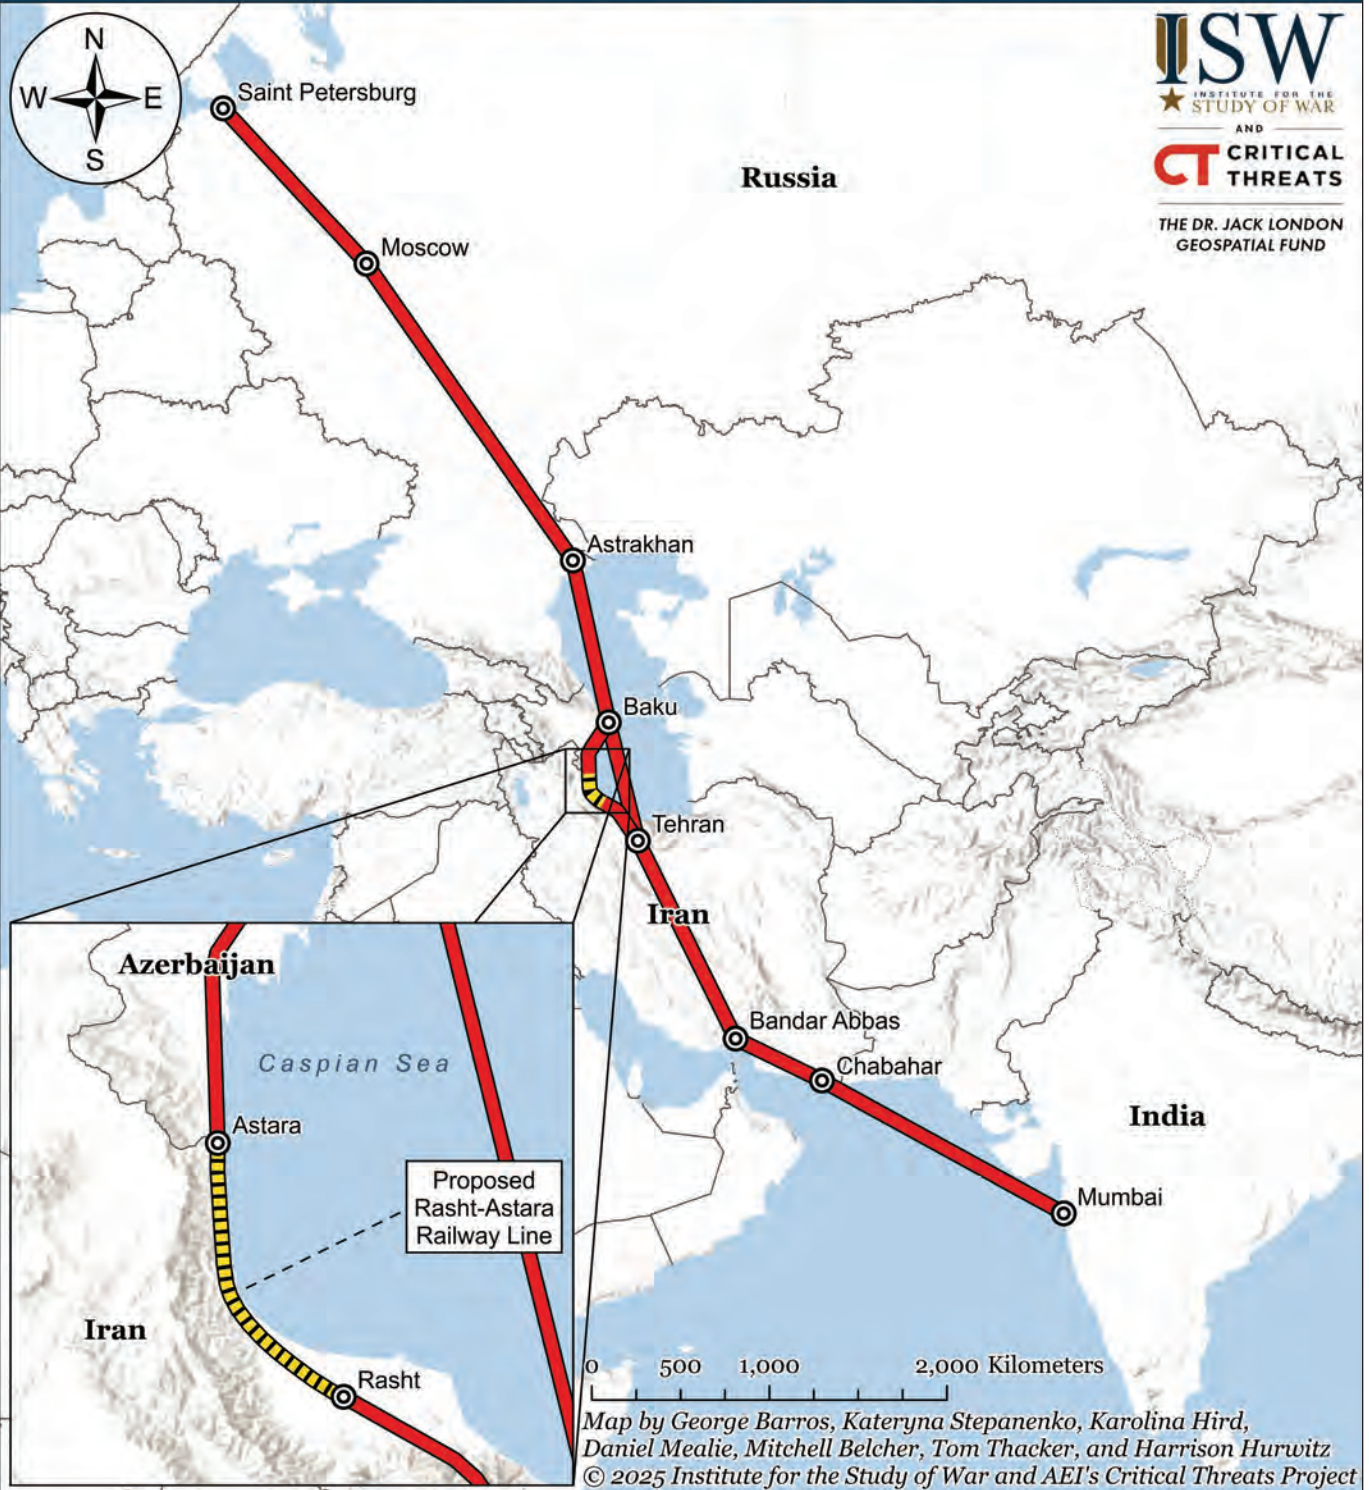 N
W E
S
ISW
INSTITUTE FOR THE
STUDY OF WAR
AND
CT CRITICAL
THREATS
THE DR. JACK LONDON
GEOSPATIAL FUND
Saint Petersburg
Russia
Moscow
Astrakhan
Baku
Tehran
Iran
Bandar Abbas
Chabahar
India
Mumbai
Azerbaijan
Caspian Sea
Astara
Proposed
Rasht-Astara
Railway Line
Iran
Rasht
0 500 1,000 2,000 Kilometers
Map by George Barros, Kateryna Stepanenko, Karolina Hird,
Daniel Mealie, Mitchell Belcher, Tom Thacker, and Harrison Hurwitz
© 2025 Institute for the Study of War and AEI's Critical Threats Project